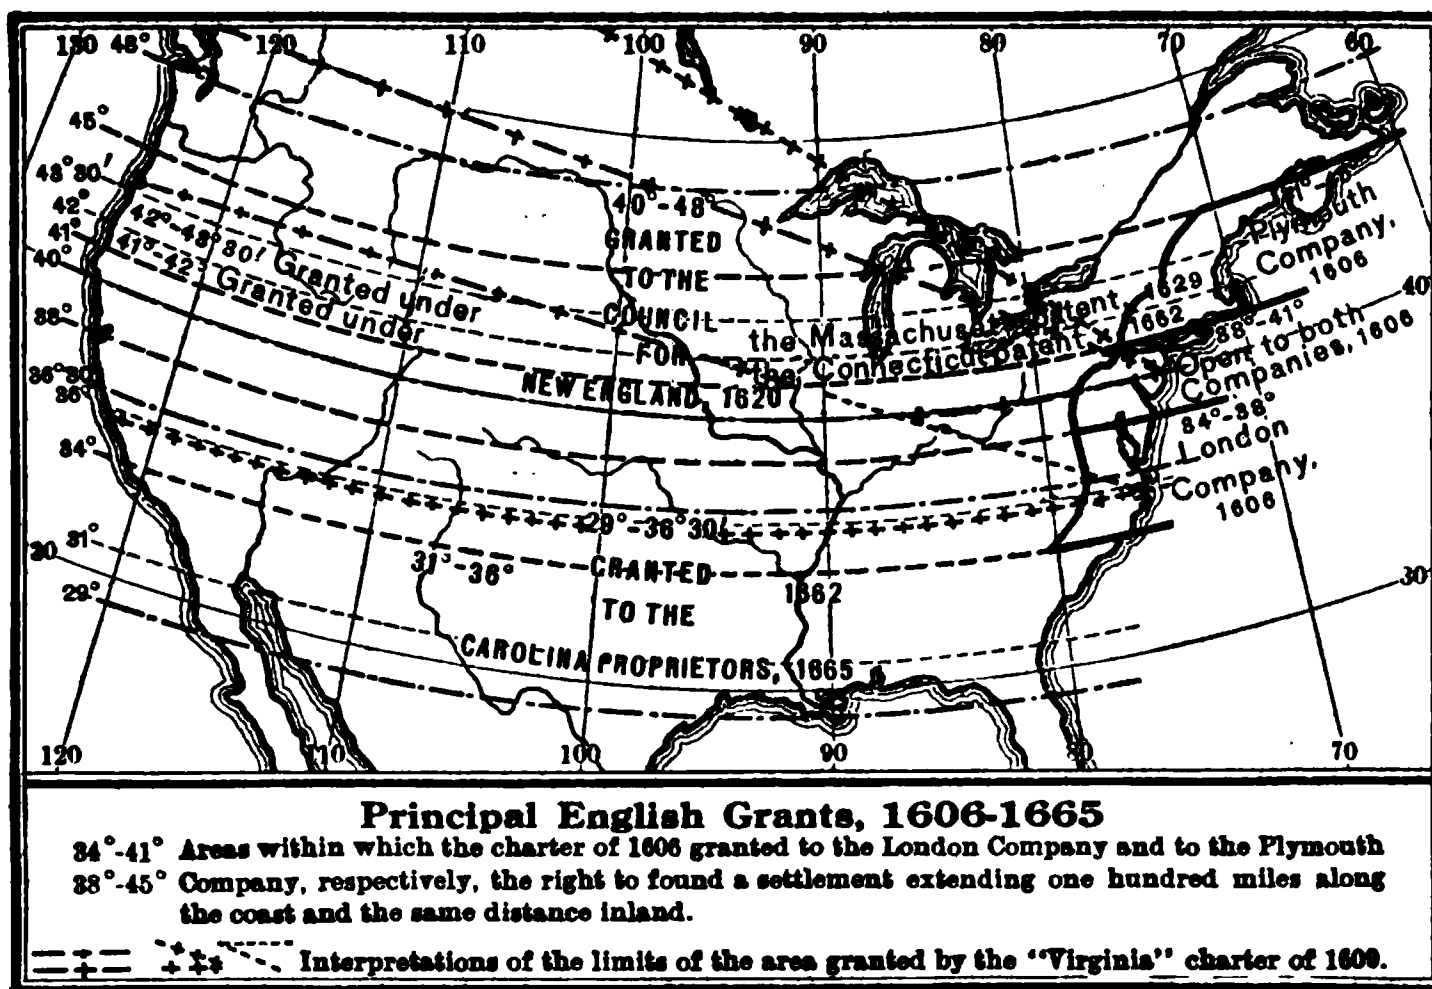 130 48° 120 110 100 90 80 70 60
45°
43°30′
42°
41°
40°
38°
36°30′
36°
34°
31°
30
29°
42°-43°30′ Granted under
41°-42° Granted under
40°-48°
GRANTED
TO THE
COUNCIL
FOR
NEW ENGLAND, 1620
the Massachusetts patent, 1629
the Connecticut patent, 1662
41°-45°
Plymouth
Company,
1606
40°
38°-41°
Open to both
Companies, 1606
34°-38°
London
Company,
1606
30°
29°-36°30′
31°-36° GRANTED
1662
TO THE
CAROLINA PROPRIETORS, 1665
120 110 100 90 80 70
Principal English Grants, 1606-1665
34°-41° Areas within which the charter of 1606 granted to the London Company and to the Plymouth
38°-45° Company, respectively, the right to found a settlement extending one hundred miles along
the coast and the same distance inland.
Interpretations of the limits of the area granted by the "Virginia" charter of 1609.